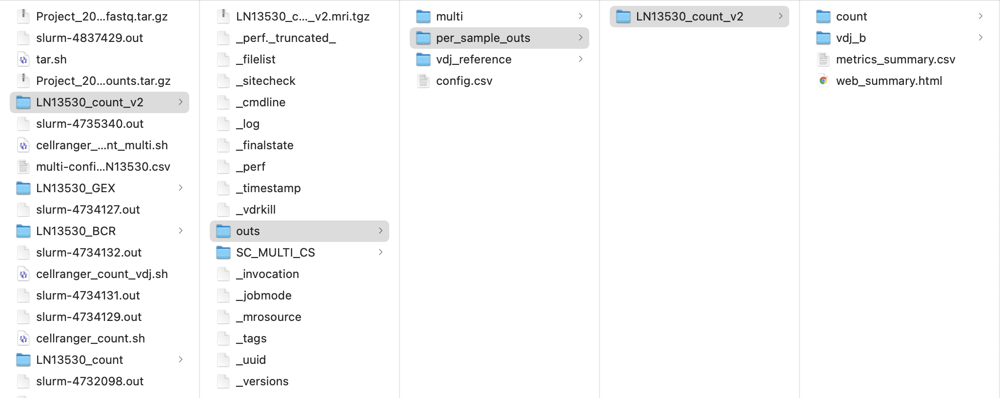 Project_20...fastq.tar.gz
slurm-4837429.out
tar.sh
Project_20...ounts.tar.gz
LN13530_count_v2
slurm-4735340.out
cellranger_...nt_multi.sh
multi-confi...N13530.csv
LN13530_GEX
slurm-4734127.out
LN13530_BCR
slurm-4734132.out
cellranger_count_vdj.sh
slurm-4734131.out
slurm-4734129.out
cellranger_count.sh
LN13530_count
slurm-4732098.out
LN13530_c..._v2.mri.tgz
_perf._truncated_
_filelist
_sitecheck
_cmdline
_log
_finalstate
_perf
_timestamp
_vdrkill
outs
SC_MULTI_CS
_invocation
_jobmode
_mrosource
_tags
_uuid
_versions
multi
per_sample_outs
vdj_reference
config.csv
LN13530_count_v2
count
vdj_b
metrics_summary.csv
web_summary.html